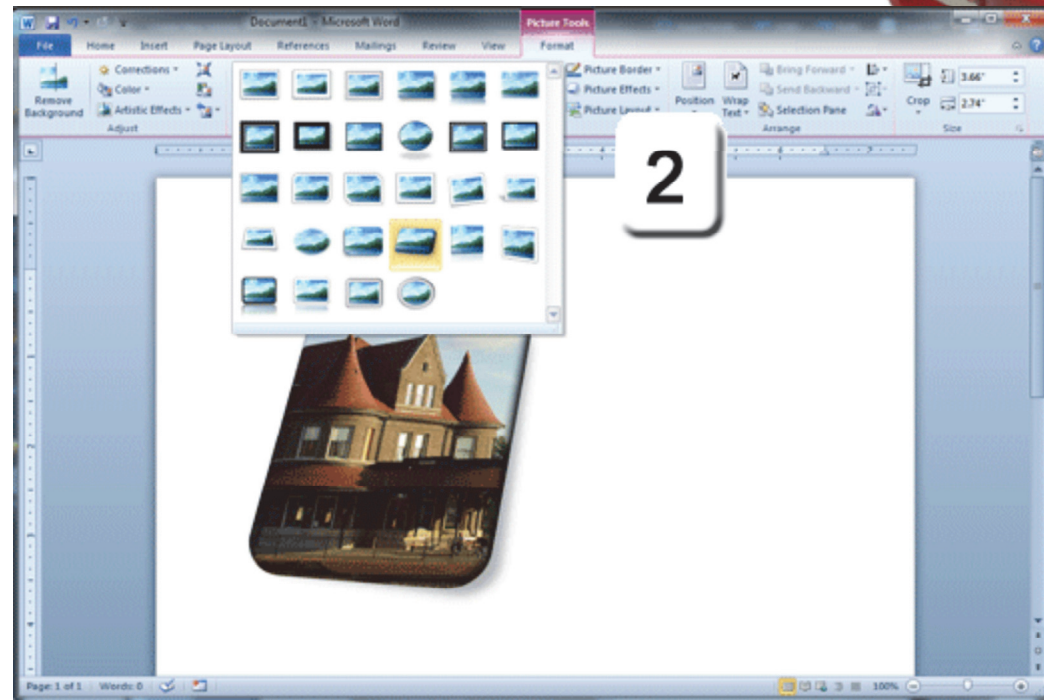 Document1 - Microsoft Word
Picture Tools
File Home Insert Page Layout References Mailings Review View Format
Remove Background
Corrections
Color
Artistic Effects
Adjust
Picture Border
Picture Effects
Picture Layout
Position
Wrap Text
Bring Forward
Send Backward
Selection Pane
Arrange
Crop
3.66"
2.74"
Size
2
Page: 1 of 1 Words: 0
100%